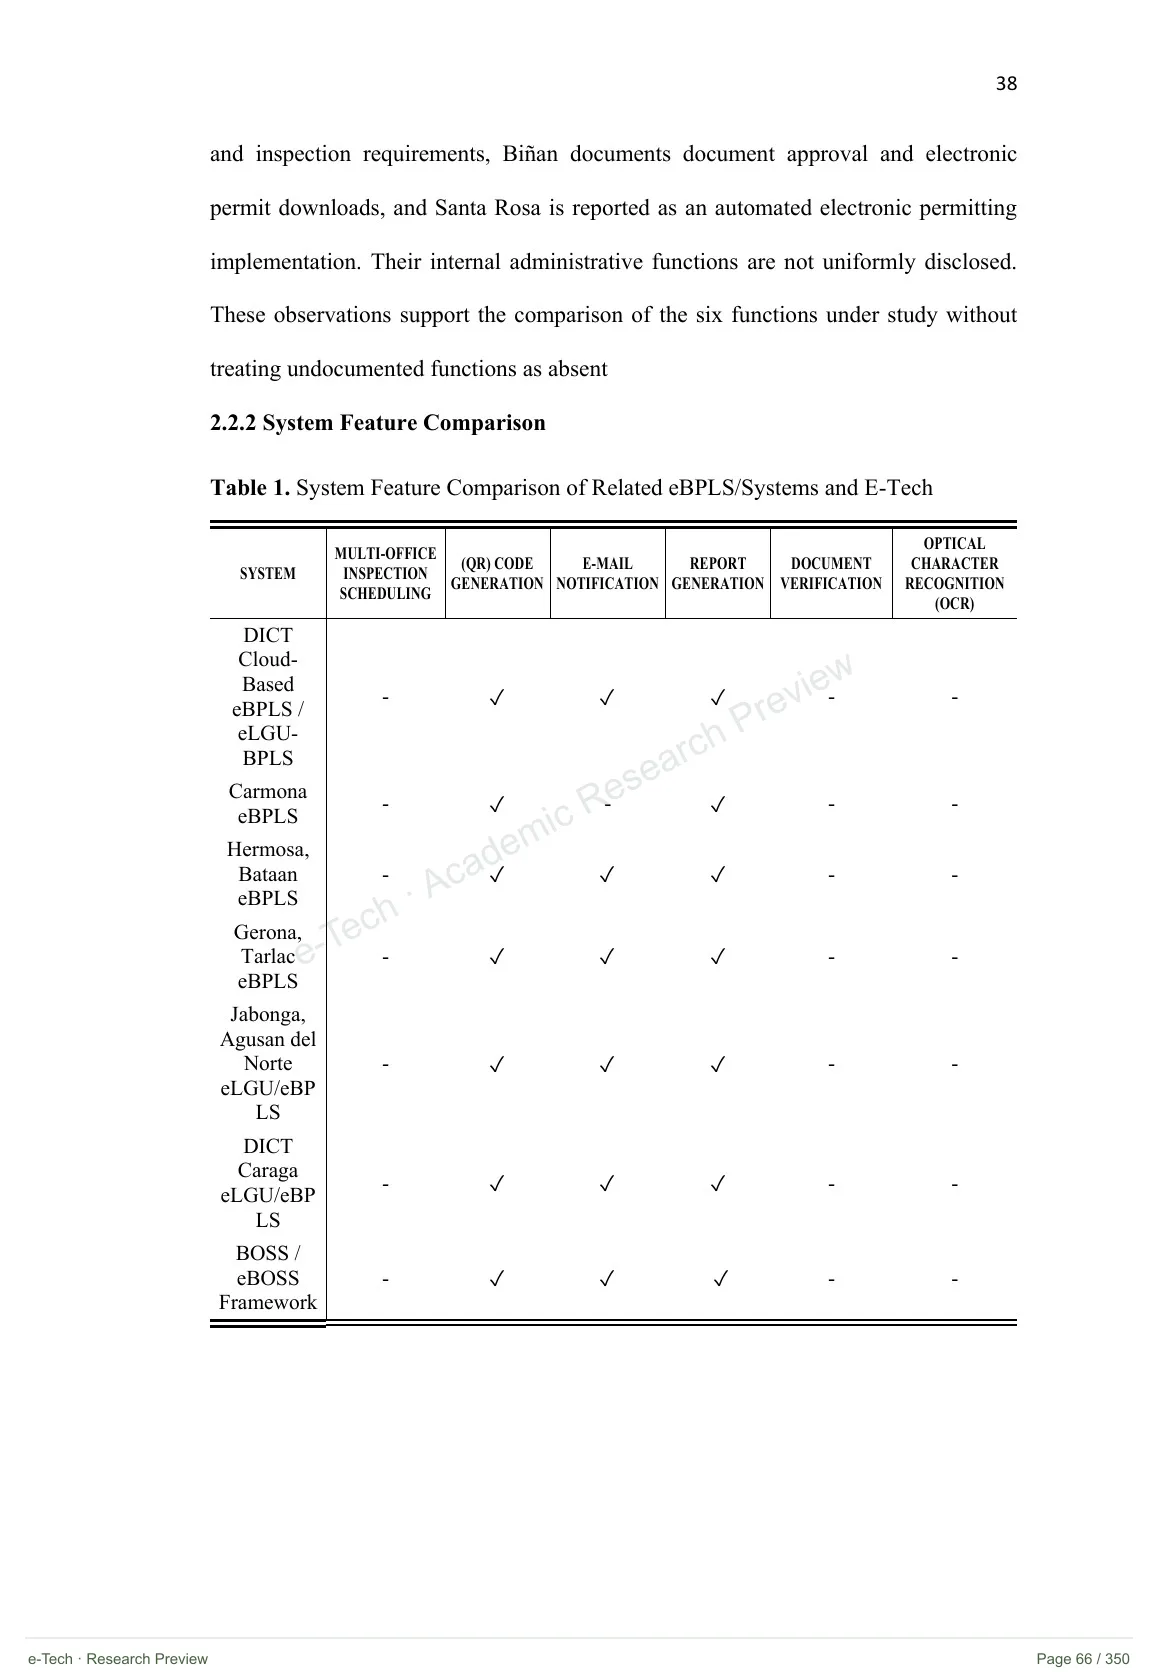 38
and inspection requirements, Biñan documents document approval and electronic
permit downloads, and Santa Rosa is reported as an automated electronic permitting
implementation. Their internal administrative functions are not uniformly disclosed.
These observations support the comparison of the six functions under study without
treating undocumented functions as absent
2.2.2 System Feature Comparison
Table 1. System Feature Comparison of Related eBPLS/Systems and E-Tech
SYSTEM
MULTI-OFFICE
INSPECTION
SCHEDULING
(QR) CODE
GENERATION
E-MAIL
NOTIFICATION
REPORT
GENERATION
DOCUMENT
VERIFICATION
OPTICAL
CHARACTER
RECOGNITION
(OCR)
DICT
Cloud-
Based
eBPLS /
eLGU-
BPLS
- ✓ ✓ ✓ - -
Carmona
eBPLS
- ✓ - ✓ - -
Hermosa,
Bataan
eBPLS
- ✓ ✓ ✓ - -
Gerona,
Tarlac
eBPLS
- ✓ ✓ ✓ - -
Jabonga,
Agusan del
Norte
eLGU/eBP
LS
- ✓ ✓ ✓ - -
DICT
Caraga
eLGU/eBP
LS
- ✓ ✓ ✓ - -
BOSS /
eBOSS
Framework
- ✓ ✓ ✓ - -
e-Tech · Academic Research Preview
e-Tech · Research Preview
Page 66 / 350